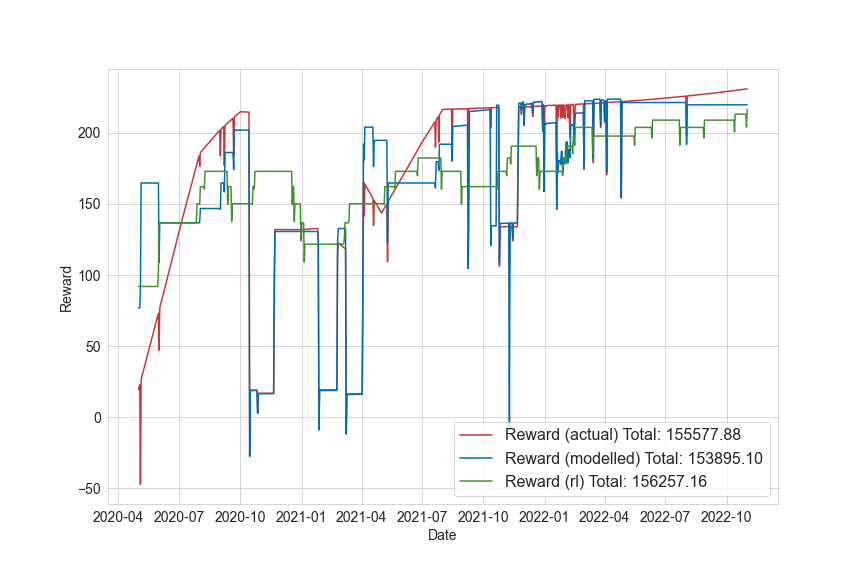 200
150
100
50
0
−50
Reward
Reward (actual) Total: 155577.88
Reward (modelled) Total: 153895.10
Reward (rl) Total: 156257.16
2020-04 2020-07 2020-10 2021-01 2021-04 2021-07 2021-10 2022-01 2022-04 2022-07 2022-10
Date